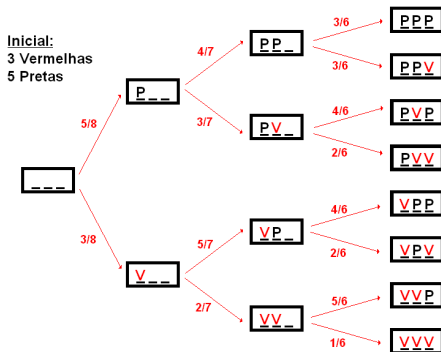 Inicial:
3 Vermelhas
5 Pretas
_ _ _
5/8
3/8
P _ _
V _ _
4/7
3/7
5/7
2/7
P P _
P V _
V P _
V V _
3/6
3/6
4/6
2/6
4/6
2/6
5/6
1/6
P P P
P P V
P V P
P V V
V P P
V P V
V V P
V V V